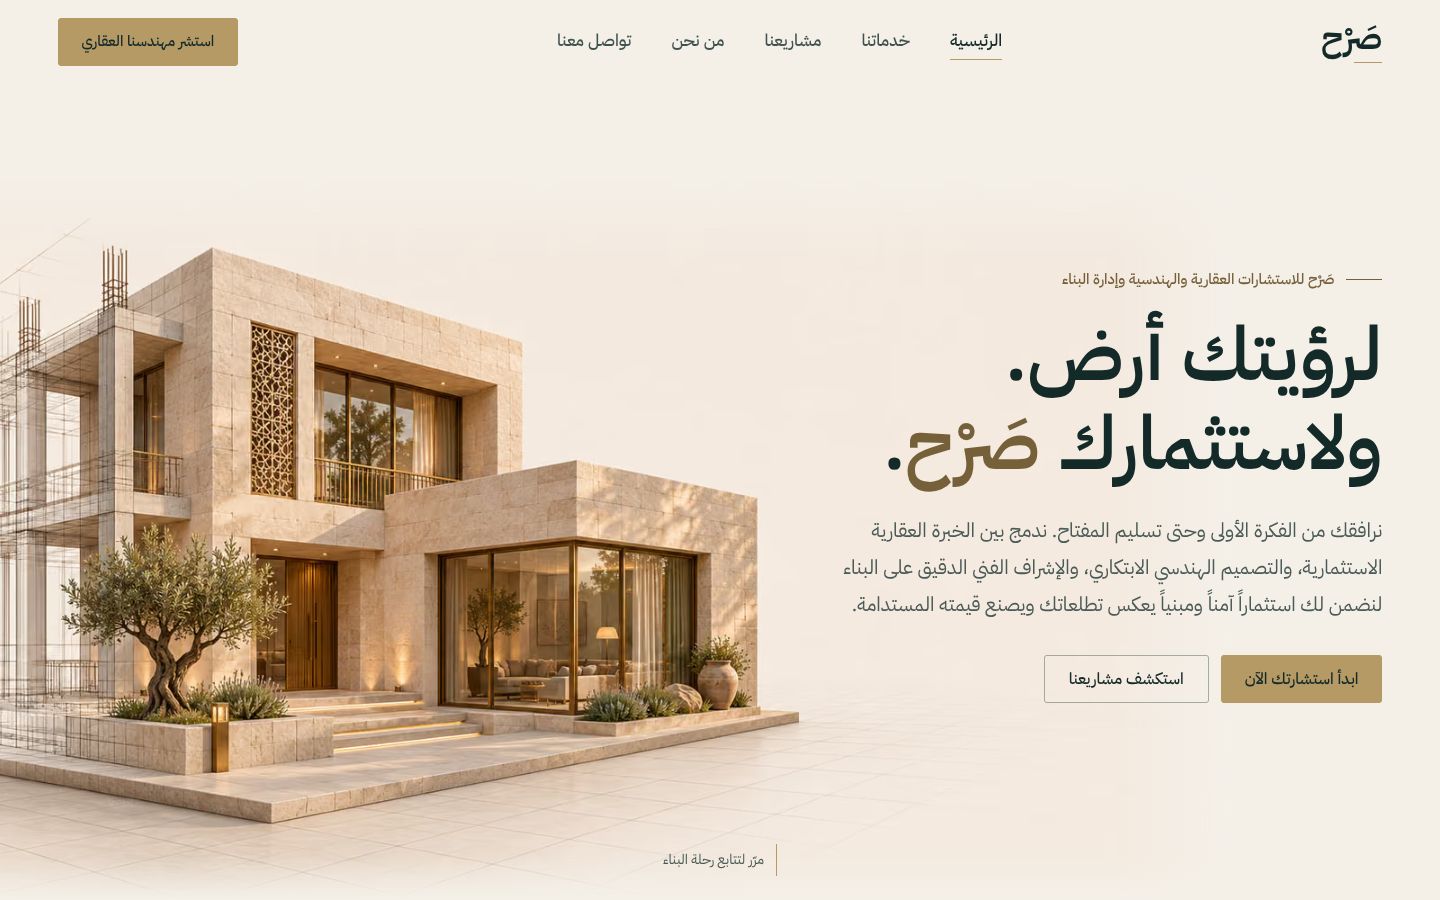 صَرْح
الرئيسية
خدماتنا
مشاريعنا
من نحن
تواصل معنا
استشر مهندسنا العقاري
صَرْح للاستشارات العقارية والهندسية وإدارة البناء
لرؤيتك أرض.
ولاستثمارك صَرْح.
نرافقك من الفكرة الأولى وحتى تسليم المفتاح. ندمج بين الخبرة العقارية
الاستثمارية، والتصميم الهندسي الابتكاري، والإشراف الفني الدقيق على البناء
لنضمن لك استثماراً آمناً ومبنياً يعكس تطلعاتك ويصنع قيمته المستدامة.
ابدأ استشارتك الآن
استكشف مشاريعنا
مرّر لتتابع رحلة البناء